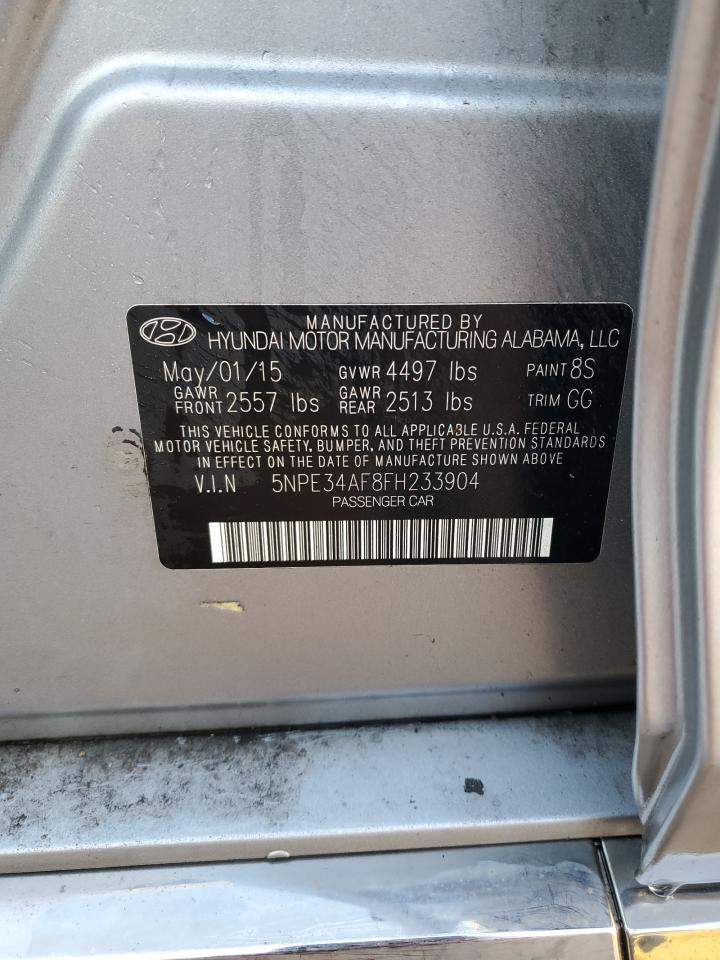 MANUFACTURED BY
HYUNDAI MOTOR MANUFACTURING ALABAMA, LLC
May/01/15 GVWR 4497 lbs PAINT 8S
GAWR FRONT 2557 lbs GAWR REAR 2513 lbs TRIM GG
THIS VEHICLE CONFORMS TO ALL APPLICABLE U.S.A. FEDERAL
MOTOR VEHICLE SAFETY, BUMPER, AND THEFT PREVENTION STANDARDS
IN EFFECT ON THE DATE OF MANUFACTURE SHOWN ABOVE
V.I.N 5NPE34AF8FH233904
PASSENGER CAR